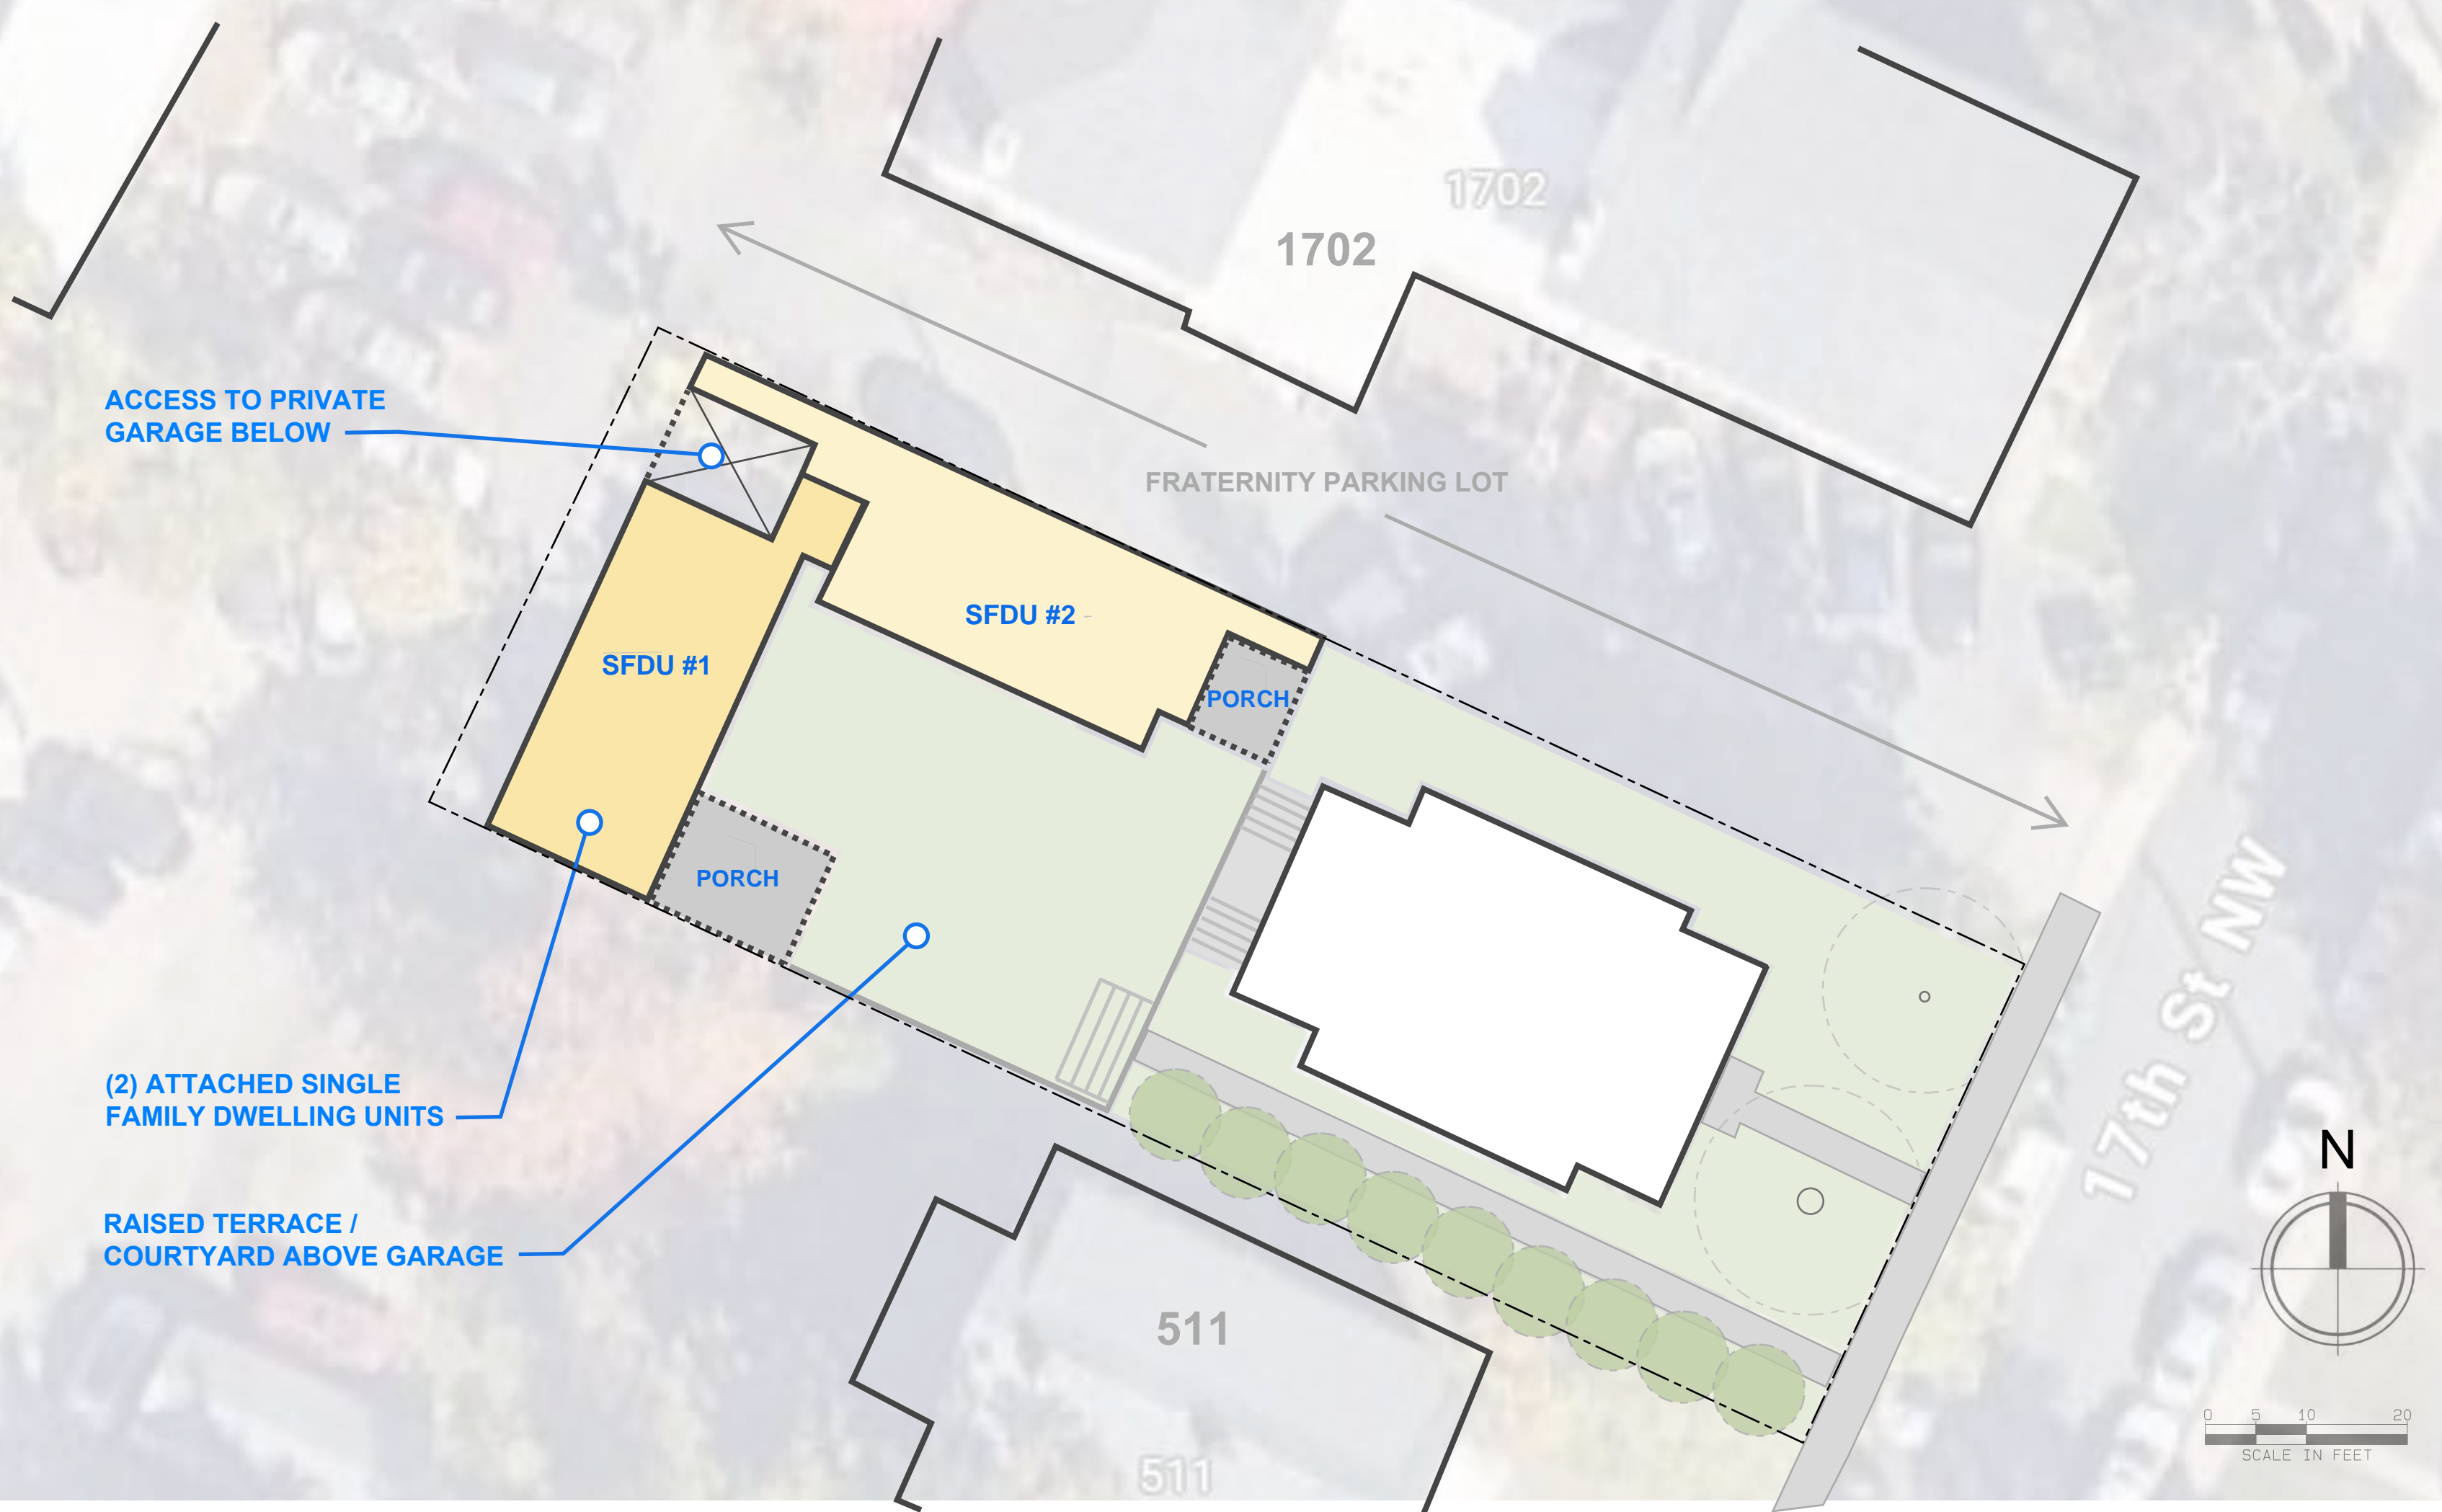 1702
1702
ACCESS TO PRIVATE
GARAGE BELOW
FRATERNITY PARKING LOT
SFDU #2
SFDU #1
PORCH
PORCH
17th St NW
(2) ATTACHED SINGLE
FAMILY DWELLING UNITS
N
RAISED TERRACE /
COURTYARD ABOVE GARAGE
511
0 5 10 20
SCALE IN FEET
511